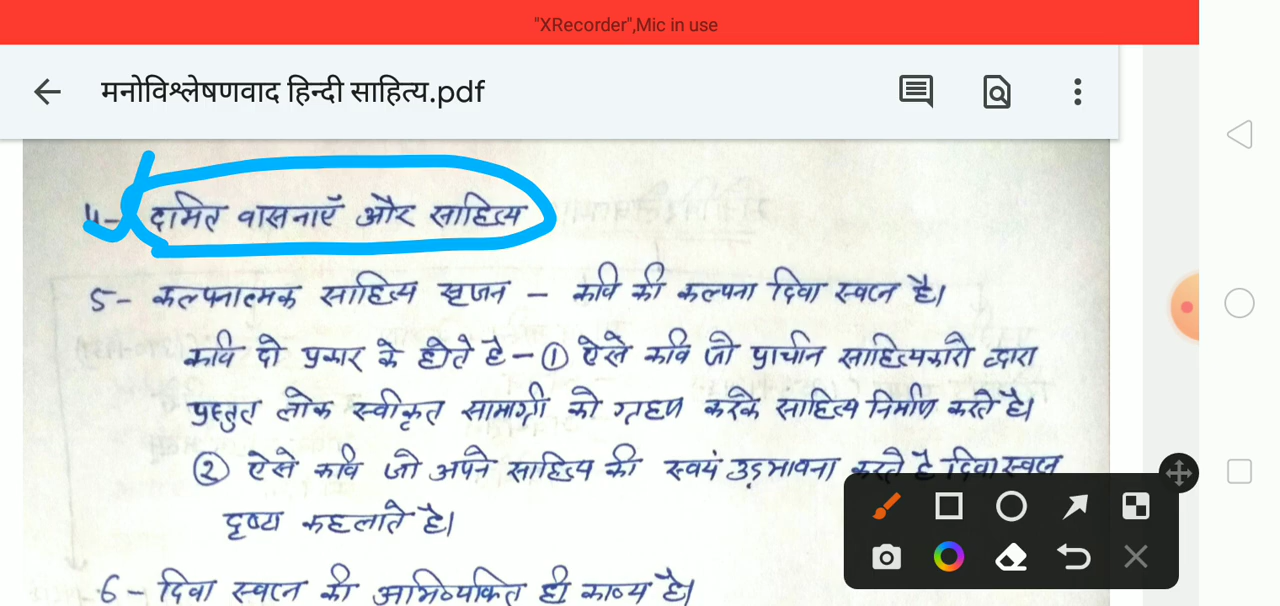 "XRecorder",Mic in use
मनोविश्लेषणवाद हिन्दी साहित्य.pdf
4- दमित वासनाएँ और साहित्य
5- कल्पनात्मक साहित्य सृजन - कवि की कल्पना दिवा स्वप्न है।
कवि दो प्रकार के होते है - ① ऐसे कवि जो प्राचीन साहित्यकारो द्वारा
प्रस्तुत लोक स्वीकृत सामाग्री को ग्रहण करके साहित्य निर्माण करते है।
② ऐसे कवि जो अपने साहित्य की स्वयं उड़भावना करते है दिवा स्वप्न
दृष्टा कहलाते है।
6- दिवा स्वप्न की अभिव्यक्ति ही काव्य है।